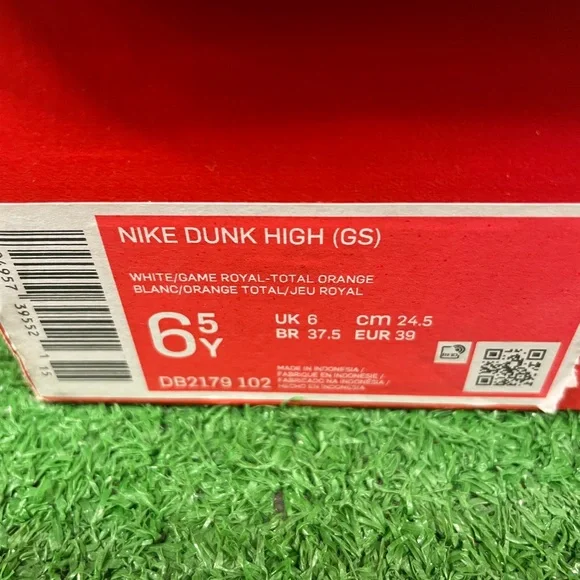 NIKE DUNK HIGH (GS)
WHITE/GAME ROYAL-TOTAL ORANGE
BLANC/ORANGE TOTAL/JEU ROYAL
6 5 Y
UK 6 cm 24.5
BR 37.5 EUR 39
DB2179 102
MADE IN INDONESIA /
FABRIQUE EN INDONESIE /
FABRICADO NA INDONESIA /
HECHO EN INDONESIA
39552